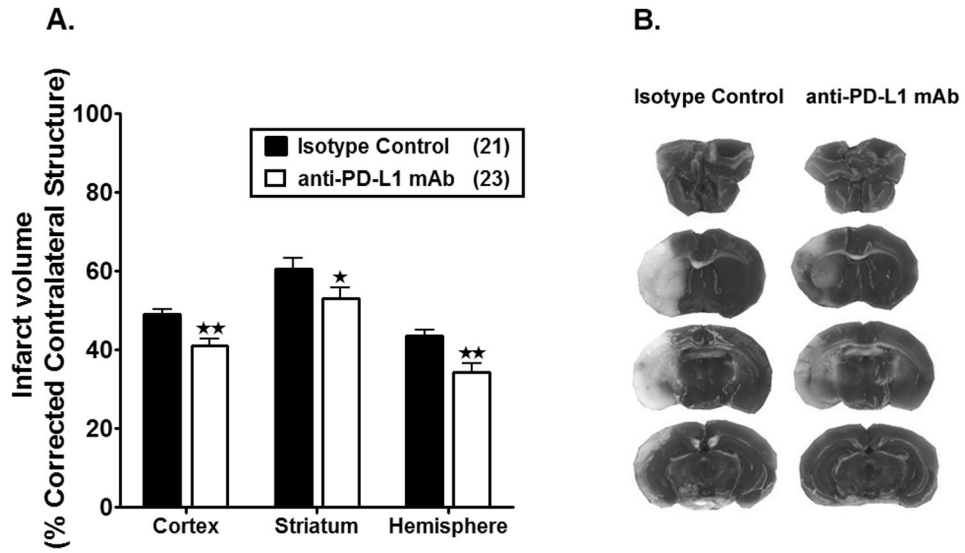 A.
Infarct volume
(% Corrected Contralateral Structure)
100
80
60
40
20
0
Isotype Control (21)
anti-PD-L1 mAb (23)
★★
★
★★
Cortex
Striatum
Hemisphere
B.
Isotype Control
anti-PD-L1 mAb